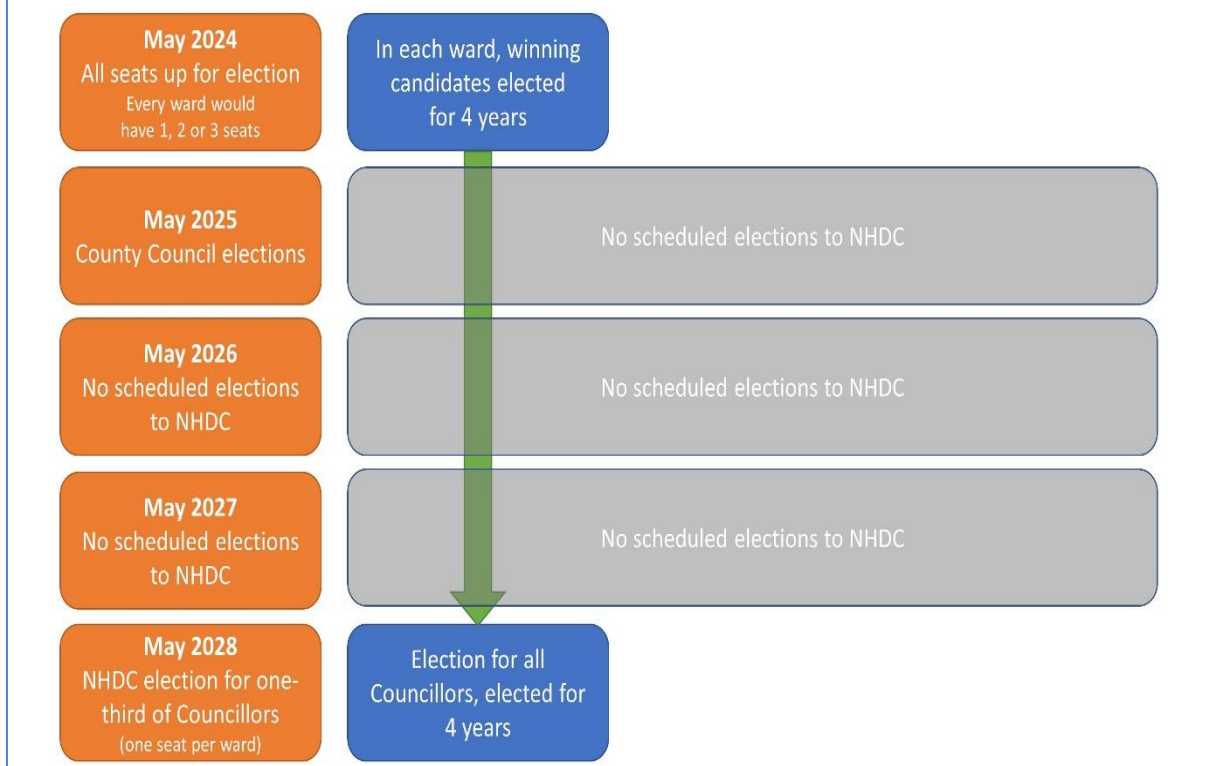 May 2024
All seats up for election
Every ward would
have 1, 2 or 3 seats
In each ward, winning
candidates elected
for 4 years
May 2025
County Council elections
No scheduled elections to NHDC
May 2026
No scheduled elections
to NHDC
No scheduled elections to NHDC
May 2027
No scheduled elections
to NHDC
No scheduled elections to NHDC
May 2028
NHDC election for one-
third of Councillors
(one seat per ward)
Election for all
Councillors, elected for
4 years